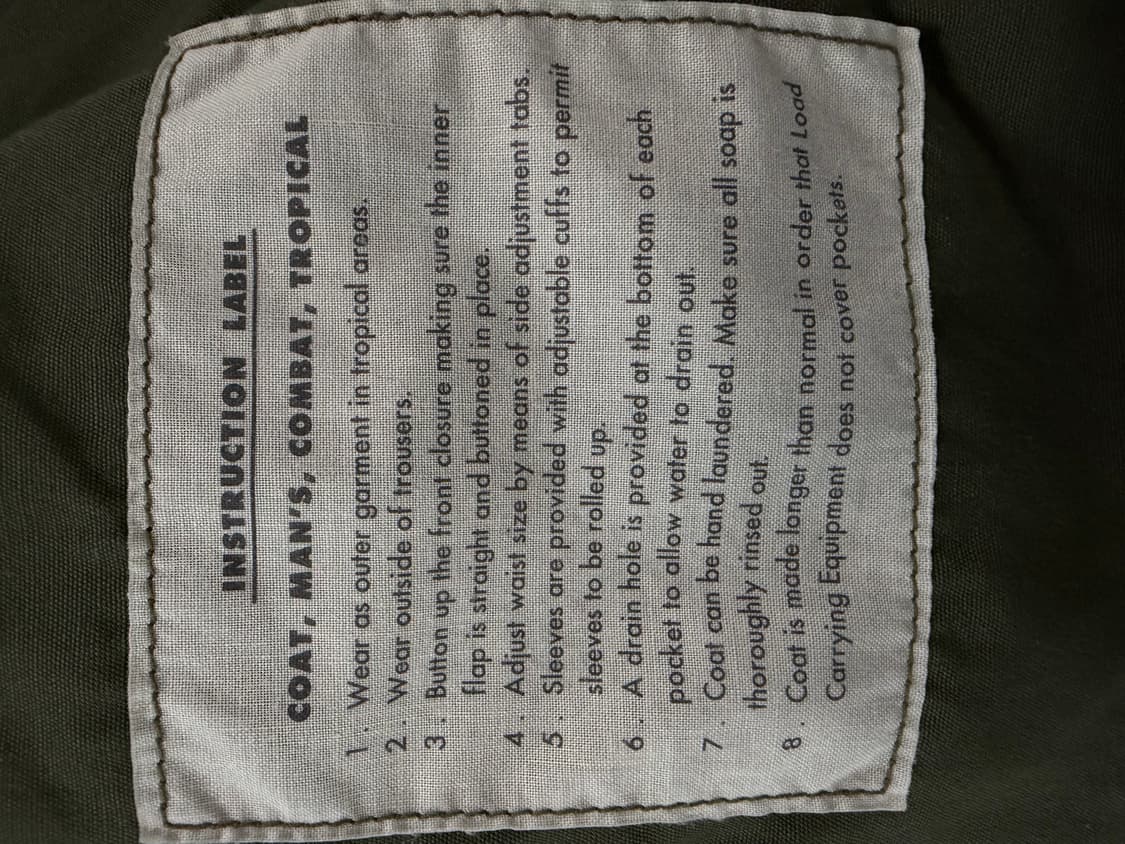 INSTRUCTION LABEL
COAT, MAN'S, COMBAT, TROPICAL
1. Wear as outer garment in tropical areas.
2. Wear outside of trousers.
3. Button up the front closure making sure the inner
flap is straight and buttoned in place.
4. Adjust waist size by means of side adjustment tabs.
5. Sleeves are provided with adjustable cuffs to permit
sleeves to be rolled up.
6. A drain hole is provided at the bottom of each
pocket to allow water to drain out.
7. Coat can be hand laundered. Make sure all soap is
thoroughly rinsed out.
8. Coat is made longer than normal in order that Load
Carrying Equipment does not cover pockets.